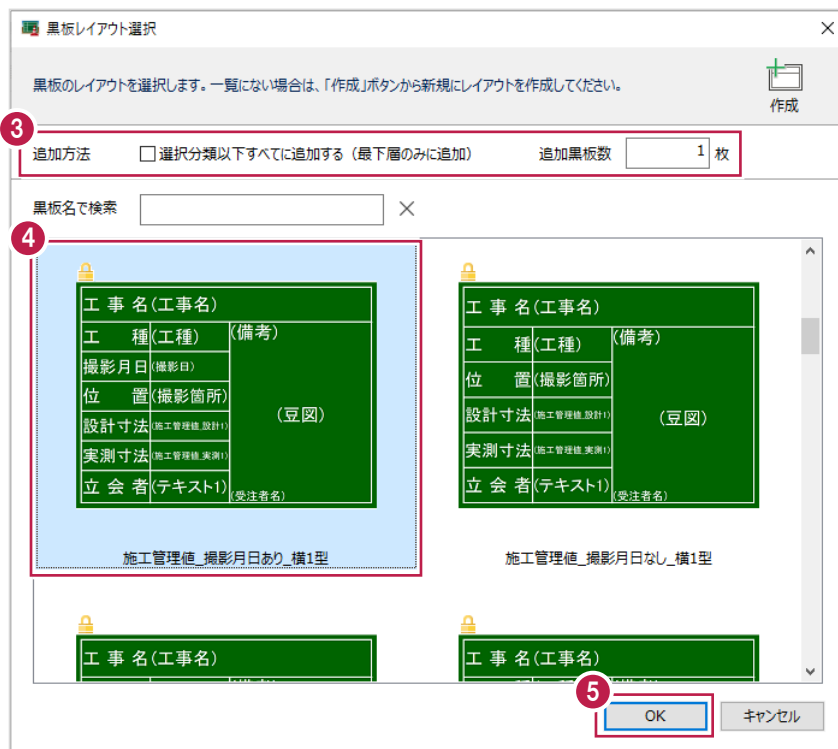 黒板レイアウト選択
黒板のレイアウトを選択します。一覧にない場合は、「作成」ボタンから新規にレイアウトを作成してください。
作成
3
追加方法 選択分類以下すべてに追加する（最下層のみに追加） 追加黒板数 1 枚
黒板名で検索
4
工事名(工事名)
工種(工種)
(備考)
撮影月日(撮影日)
位置(撮影箇所)
設計寸法(施工管理値_設計1)
(豆図)
実測寸法(施工管理値_実測1)
立会者(テキスト1)
(受注者名)
施工管理値_撮影月日あり_横1型
工事名(工事名)
工種(工種)
(備考)
位置(撮影箇所)
設計寸法(施工管理値_設計1)
(豆図)
実測寸法(施工管理値_実測1)
立会者(テキスト1)
(受注者名)
施工管理値_撮影月日なし_横1型
工事名(工事名)
工事名(工事名)
5
OK
キャンセル